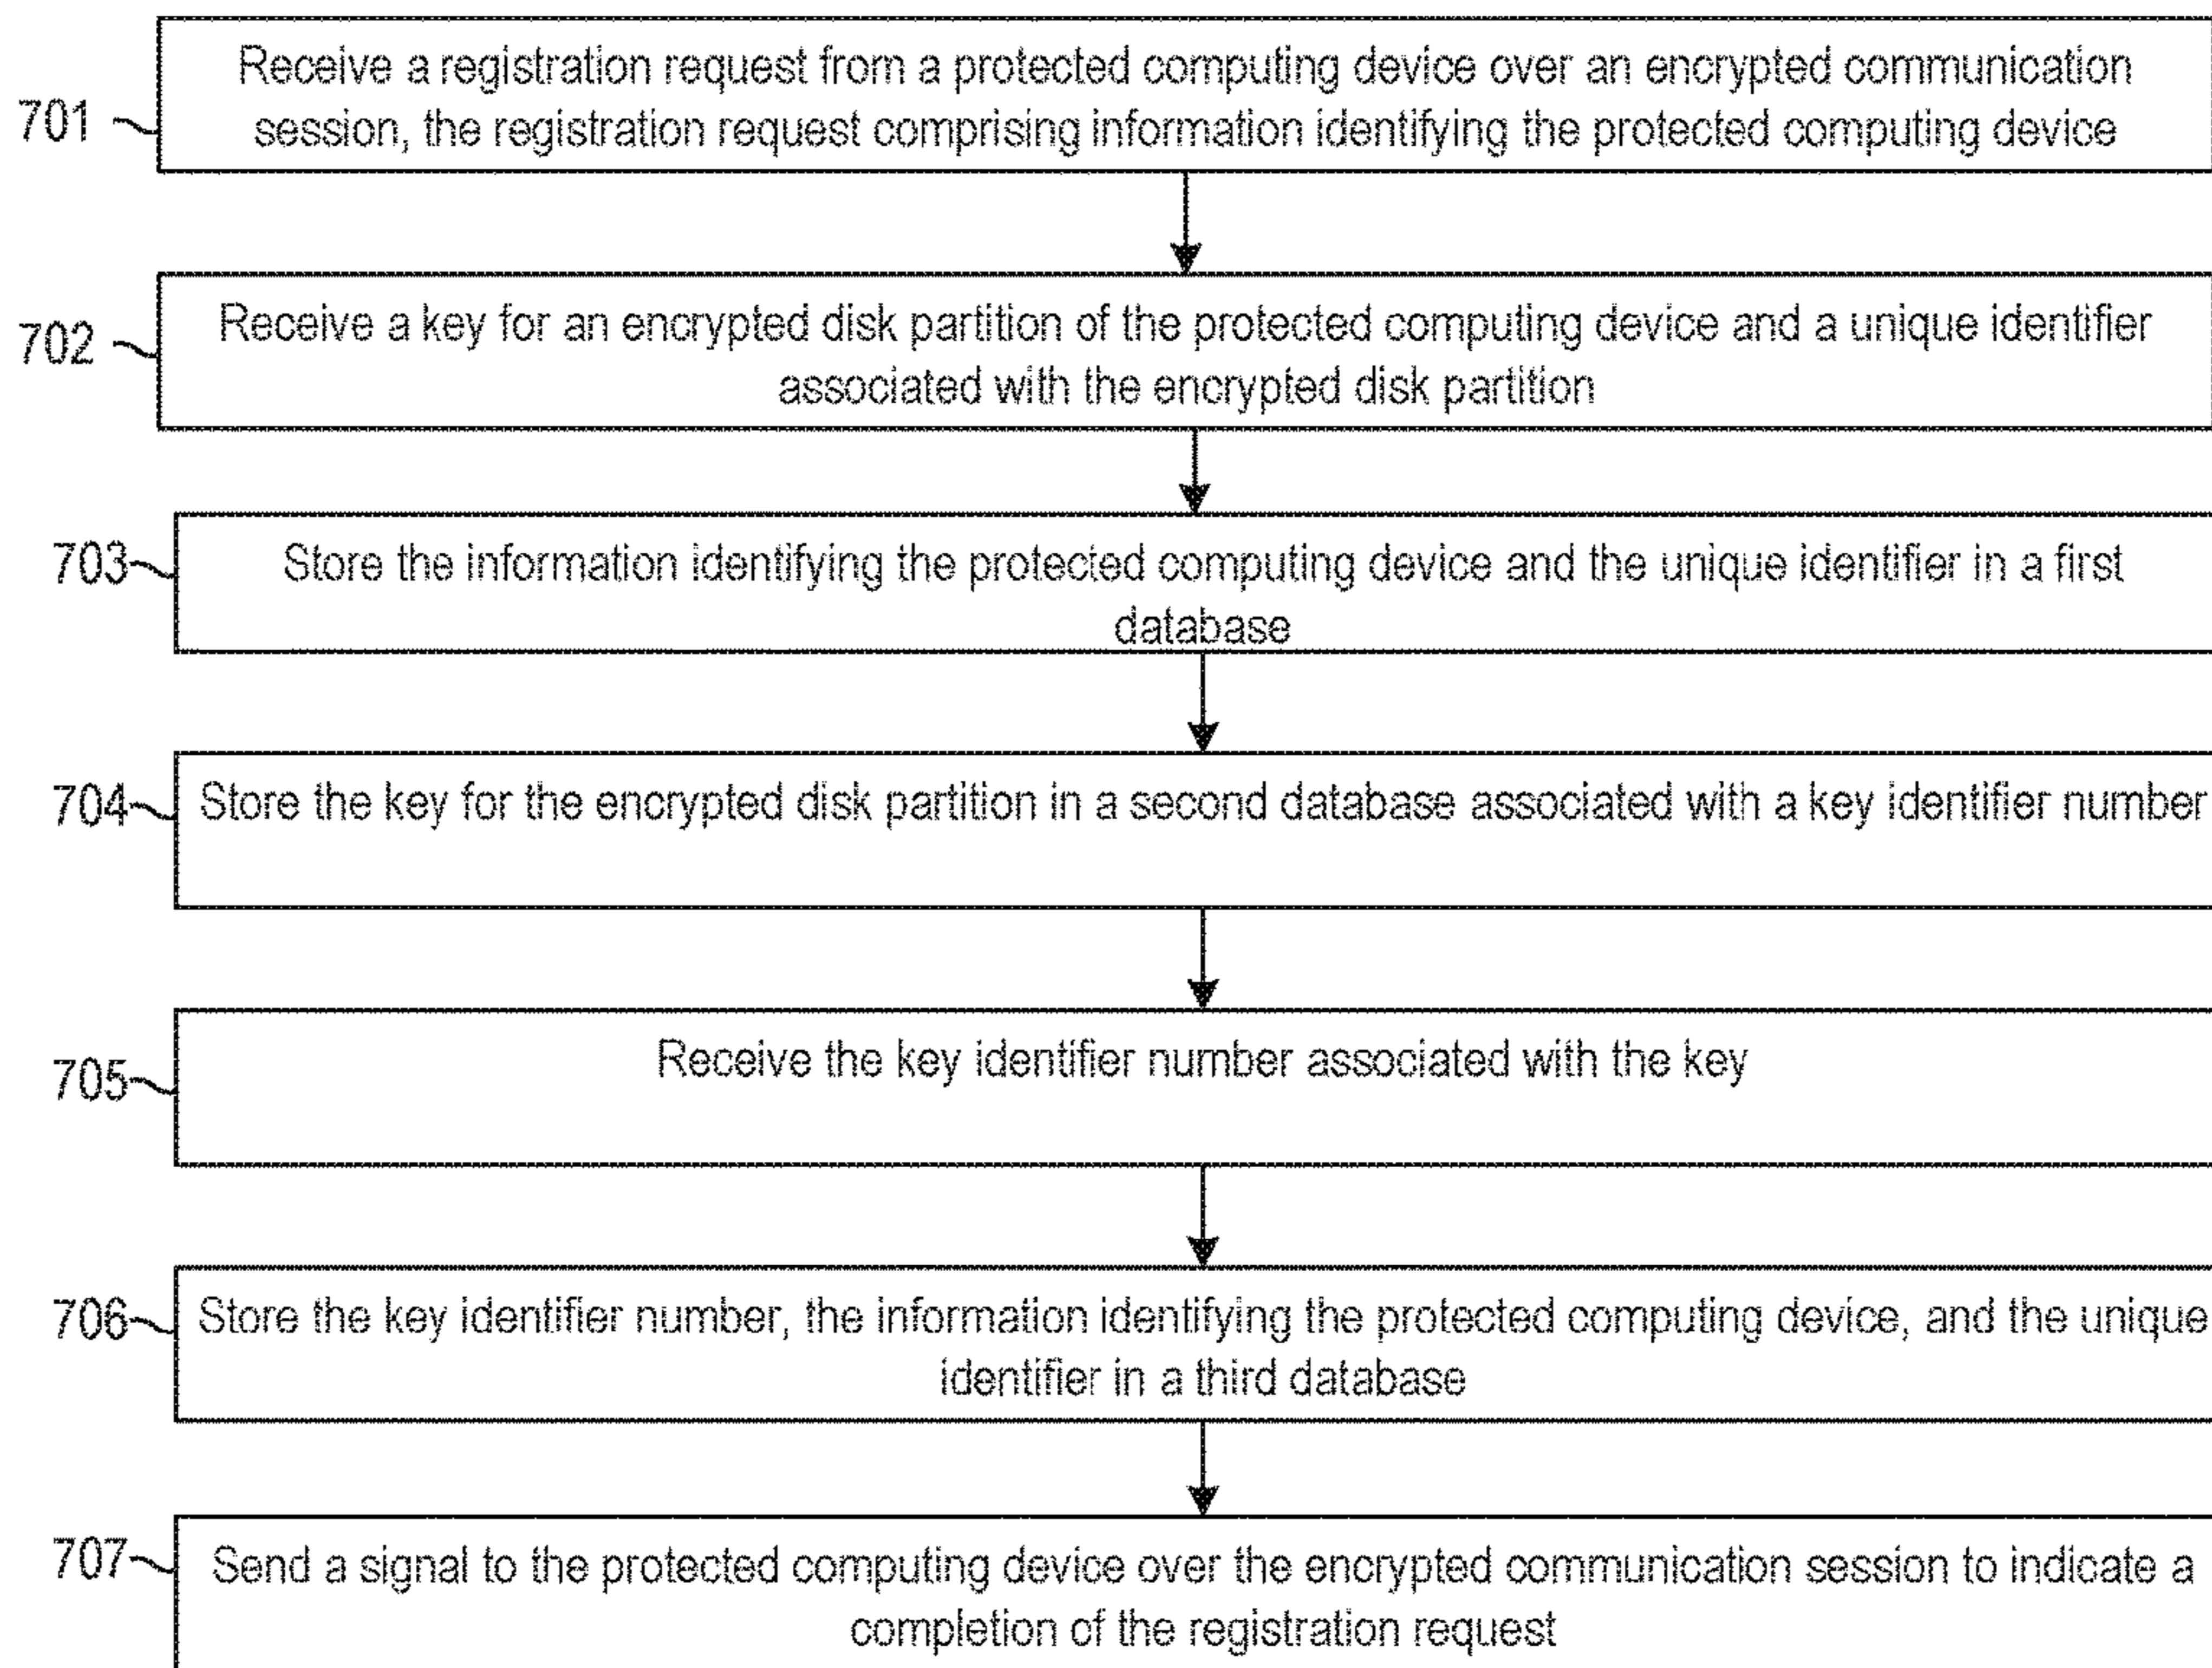 Receive a registration request from a protected computing device over an encrypted communication
701 session, the registration request comprising information identifying the protected computing device
Receive a key for an encrypted disk partition of the protected computing device and a unique identifier
702 associated with the encrypted disk partition
703 Store the information identifying the protected computing device and the unique identifier in a first
database
704 Store the key for the encrypted disk partition in a second database associated with a key identifier number
705 Receive the key identifier number associated with the key
706 Store the key identifier number, the information identifying the protected computing device, and the unique
identifier in a third database
707 Send a signal to the protected computing device over the encrypted communication session to indicate a
completion of the registration request